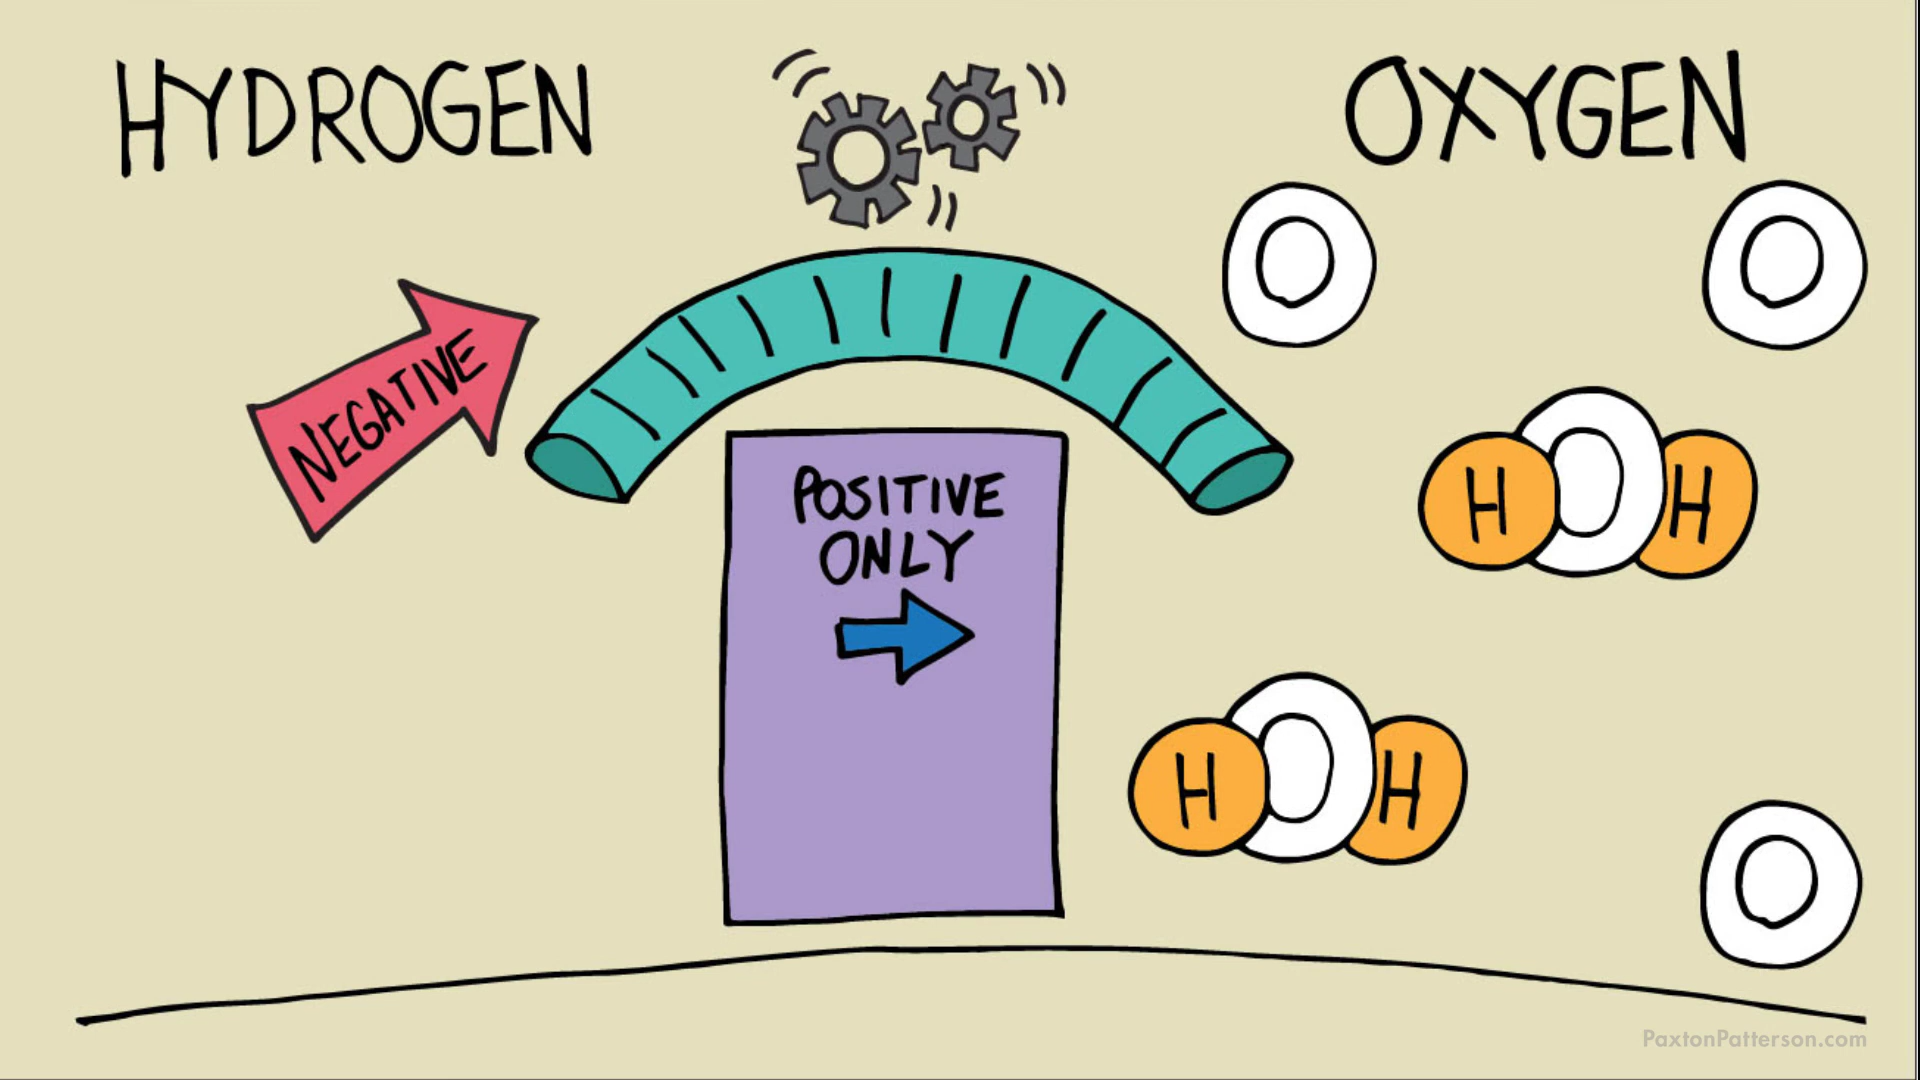 HYDROGEN
OXYGEN
NEGATIVE
POSITIVE
ONLY
O
O
H O H
H O H
O
PaxtonPatterson.com